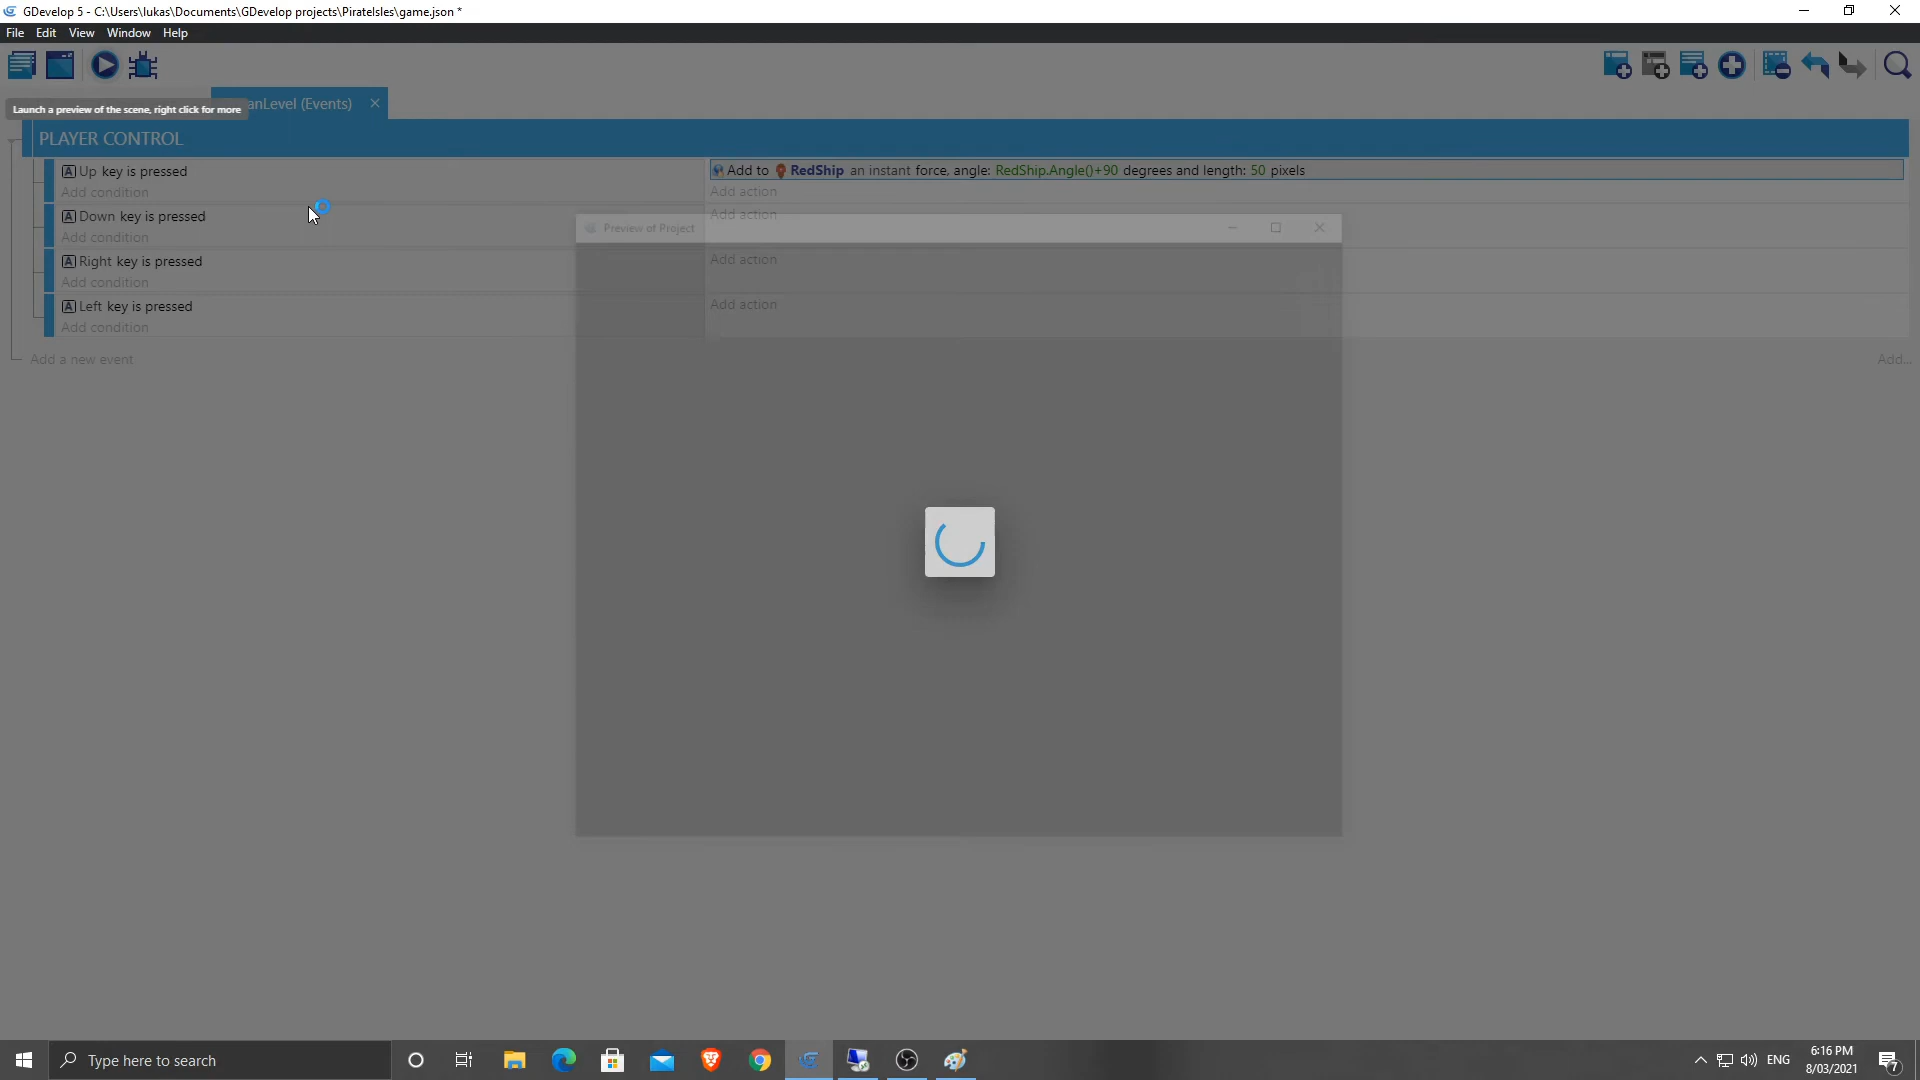 GDevelop 5 - C:\Users\lukas\Documents\GDevelop projects\PirateIsles\game.json *
File Edit View Window Help
anLevel (Events)
Launch a preview of the scene, right click for more
PLAYER CONTROL
A Up key is pressed
Add to RedShip an instant force, angle: RedShip.Angle()+90 degrees and length: 50 pixels
Add condition
Add action
A Down key is pressed
Add action
Add condition
Preview of Project
A Right key is pressed
Add action
Add condition
A Left key is pressed
Add action
Add condition
Add a new event
Add...
Type here to search
ENG
6:16 PM
8/03/2021
7